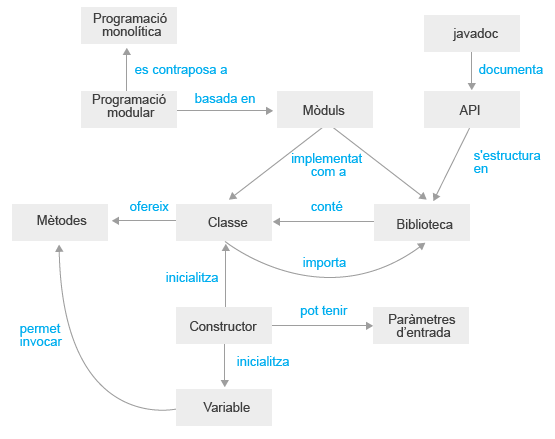 Programació
monolítica
javadoc
es contraposa a
documenta
Programació
modular
basada en
Mòduls
API
implementat
com a
s'estructura
en
Mètodes
ofereix
Classe
conté
Biblioteca
importa
inicialitza
Constructor
pot tenir
Paràmetres
d'entrada
permet
invocar
inicialitza
Variable